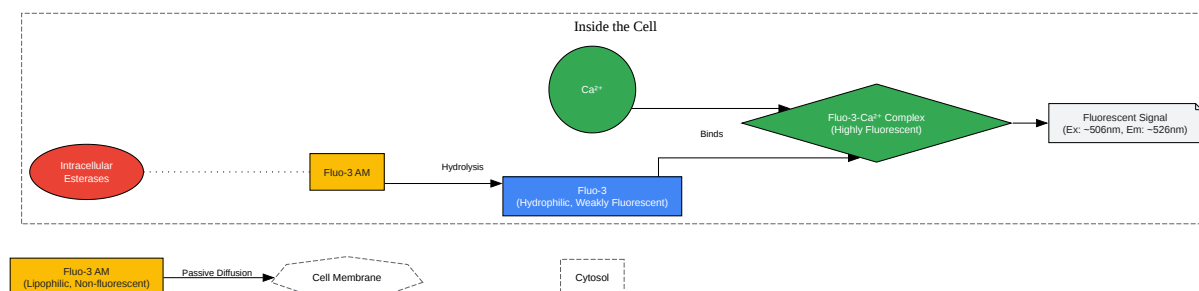 Inside the Cell
Ca²⁺
Fluo-3-Ca²⁺ Complex
(Highly Fluorescent)
Fluorescent Signal
(Ex: ~506nm, Em: ~526nm)
Binds
Intracellular
Esterases
Fluo-3 AM
Hydrolysis
Fluo-3
(Hydrophilic, Weakly Fluorescent)
Fluo-3 AM
(Lipophilic, Non-fluorescent)
Passive Diffusion
Cell Membrane
Cytosol